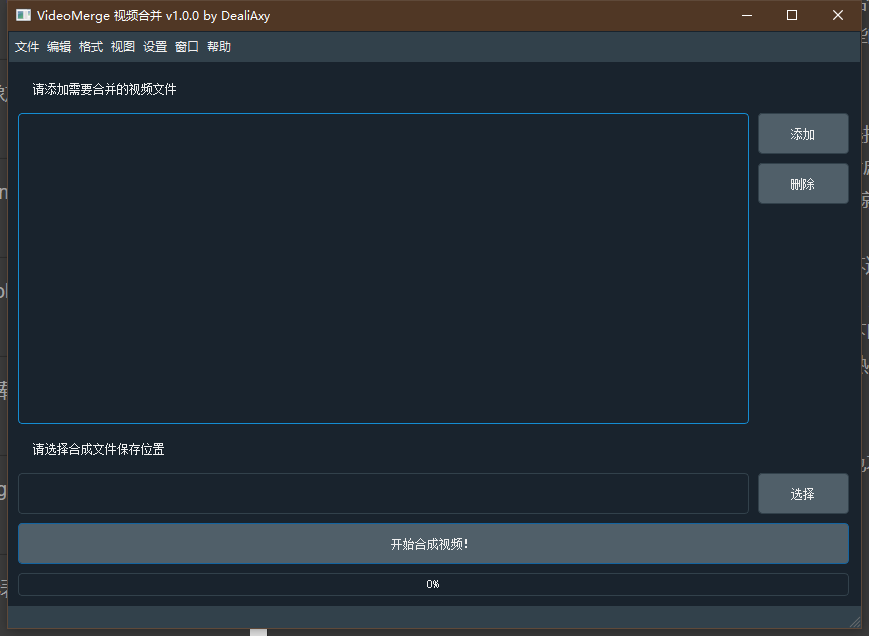 VideoMerge 视频合并 v1.0.0 by DealiAxy
文件 编辑 格式 视图 设置 窗口 帮助
请添加需要合并的视频文件
添加
删除
请选择合成文件保存位置
选择
开始合成视频!
0%